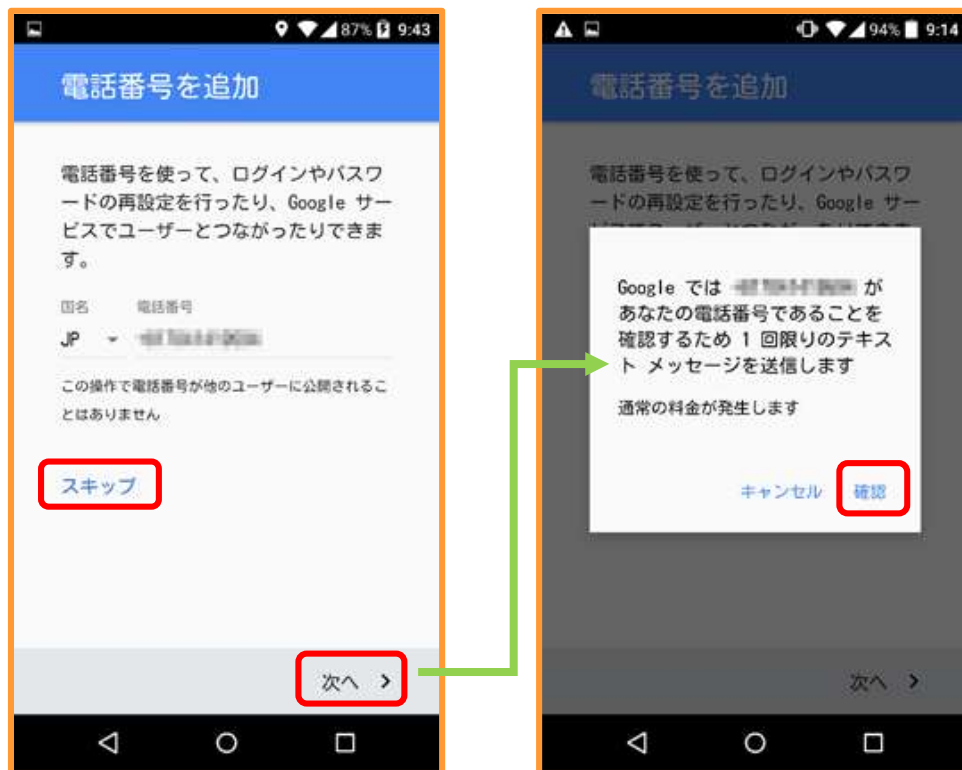 87% 9:43
電話番号を追加
電話番号を使って、ログインやパスワ
ードの再設定を行ったり、Google サー
ビスでユーザーとつながったりできま
す。
国名 電話番号
JP
この操作で電話番号が他のユーザーに公開されるこ
とはありません
スキップ
次へ
94% 9:14
電話番号を追加
電話番号を使って、ログインやパスワ
ードの再設定を行ったり、Google サー
Google では が
あなたの電話番号であることを
確認するため 1 回限りのテキス
ト メッセージを送信します
通常の料金が発生します
キャンセル 確認
次へ